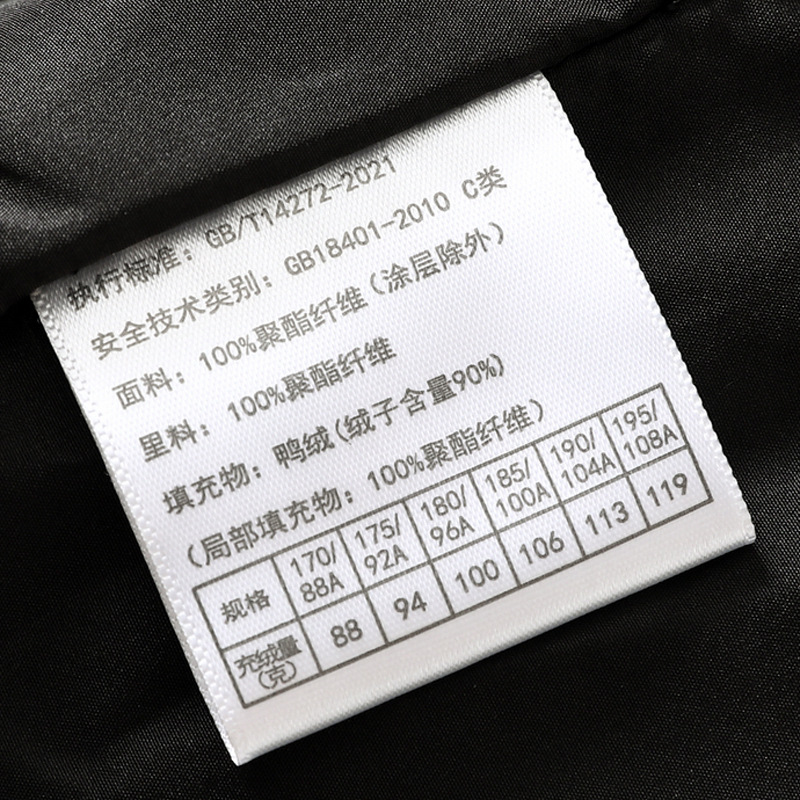 执行标准：GB/T14272-2021
安全技术类别：GB18401-2010 C类
面料：100%聚酯纤维(涂层除外)
里料：100%聚酯纤维
填充物：鸭绒(绒子含量90%)
(局部填充物：100%聚酯纤维)
规格 170/88A 175/92A 180/96A 185/100A 190/104A 195/108A
充绒量(克) 88 94 100 106 113 119